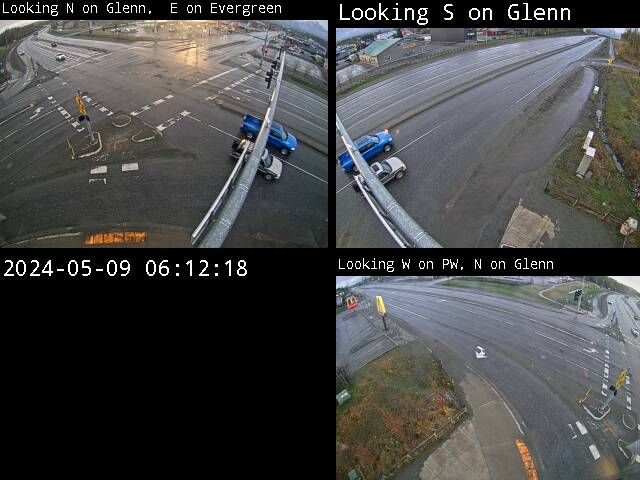 Looking N on Glenn,  E on Evergreen
Looking S on Glenn
2024-05-09 06:12:18
Looking W on PW, N on Glenn